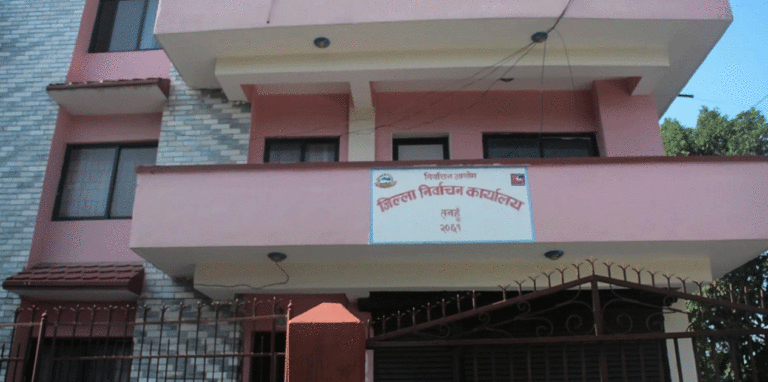 निर्वाचन आयोग
जिल्ला निर्वाचन कार्यालय
तनहुँ
२०६१